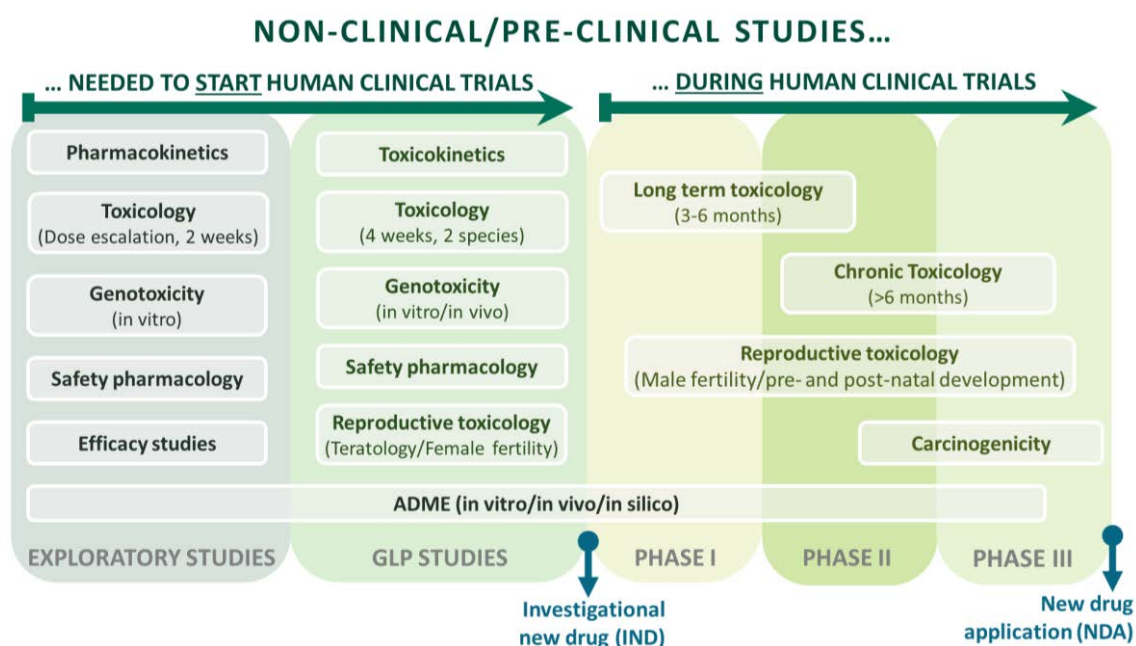 NON-CLINICAL/PRE-CLINICAL STUDIES…
… NEEDED TO START HUMAN CLINICAL TRIALS
… DURING HUMAN CLINICAL TRIALS
Pharmacokinetics
Toxicology
(Dose escalation, 2 weeks)
Genotoxicity
(in vitro)
Safety pharmacology
Efficacy studies
Toxicokinetics
Toxicology
(4 weeks, 2 species)
Genotoxicity
(in vitro/in vivo)
Safety pharmacology
Reproductive toxicology
(Teratology/Female fertility)
Long term toxicology
(3-6 months)
Chronic Toxicology
(>6 months)
Reproductive toxicology
(Male fertility/pre- and post-natal development)
Carcinogenicity
ADME (in vitro/in vivo/in silico)
EXPLORATORY STUDIES
GLP STUDIES
PHASE I
PHASE II
PHASE III
Investigational
new drug (IND)
New drug
application (NDA)